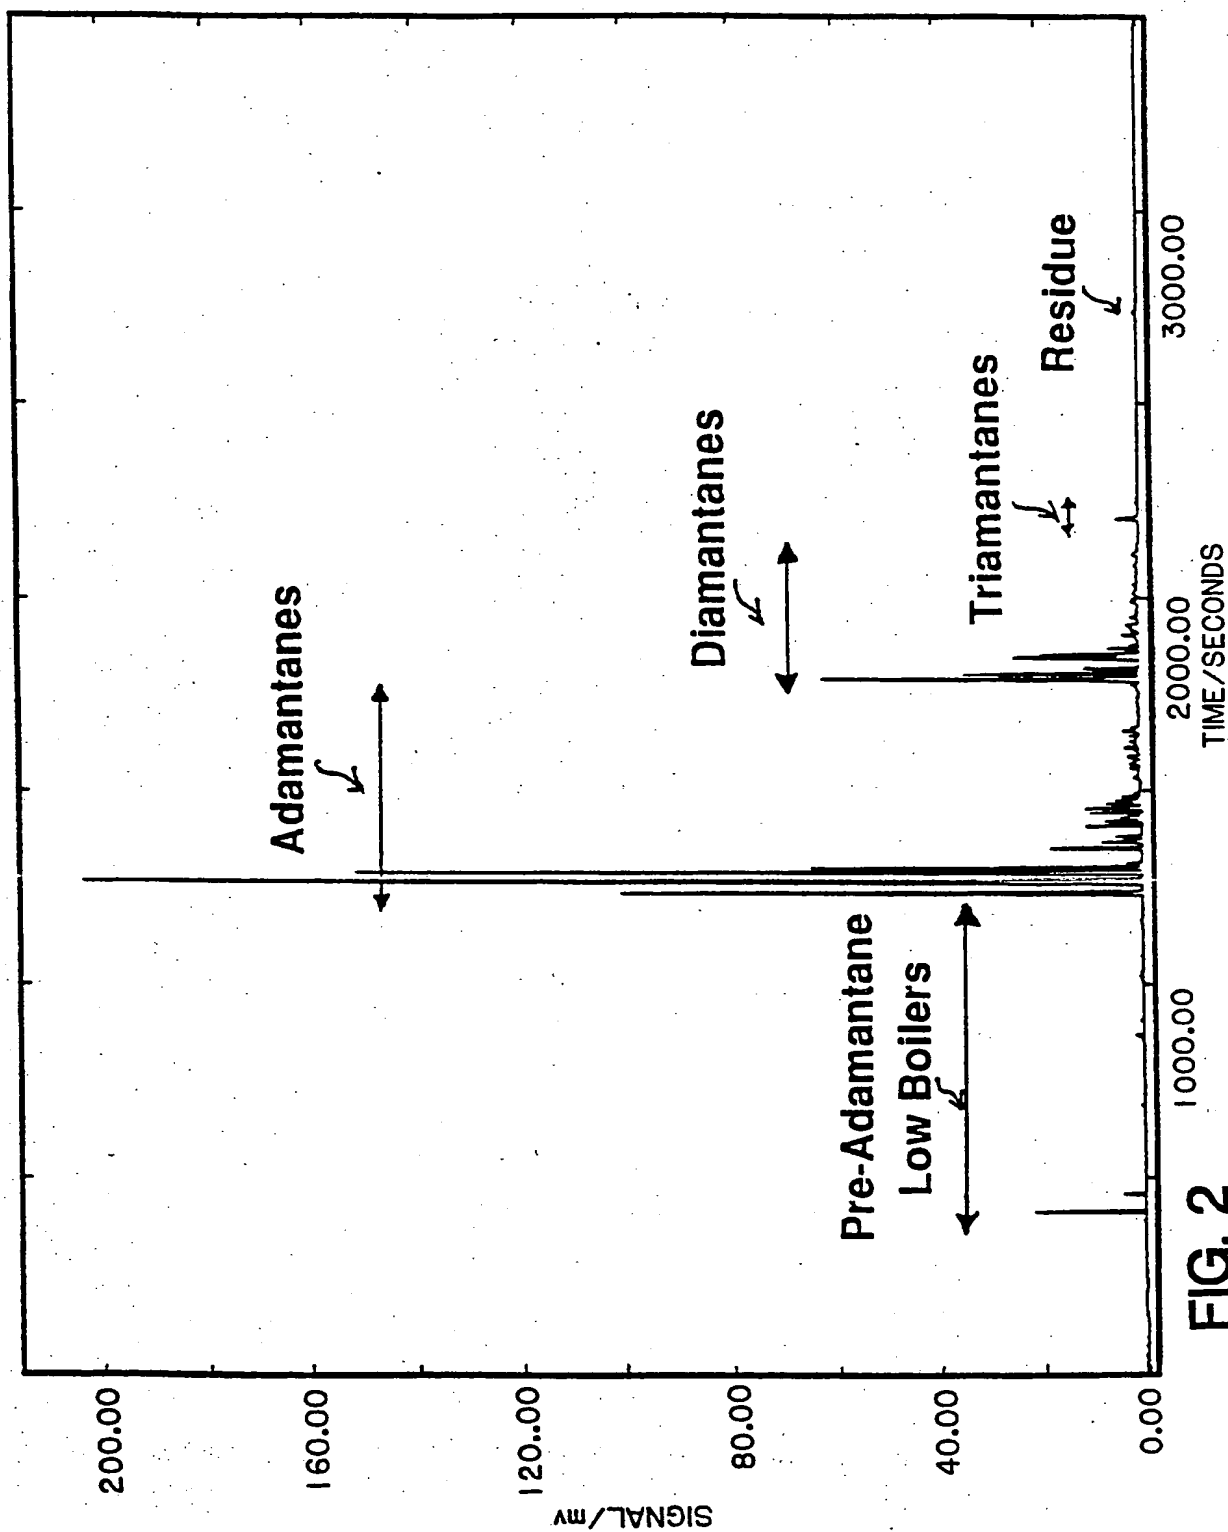 200.00
160.00
120..00
80.00
40.00
0.00
SIGNAL/mv
Adamantanes
Diamantanes
Triamantanes
Residue
Pre-Adamantane
Low Boilers
1000.00
2000.00
3000.00
TIME/SECONDS
FIG. 2